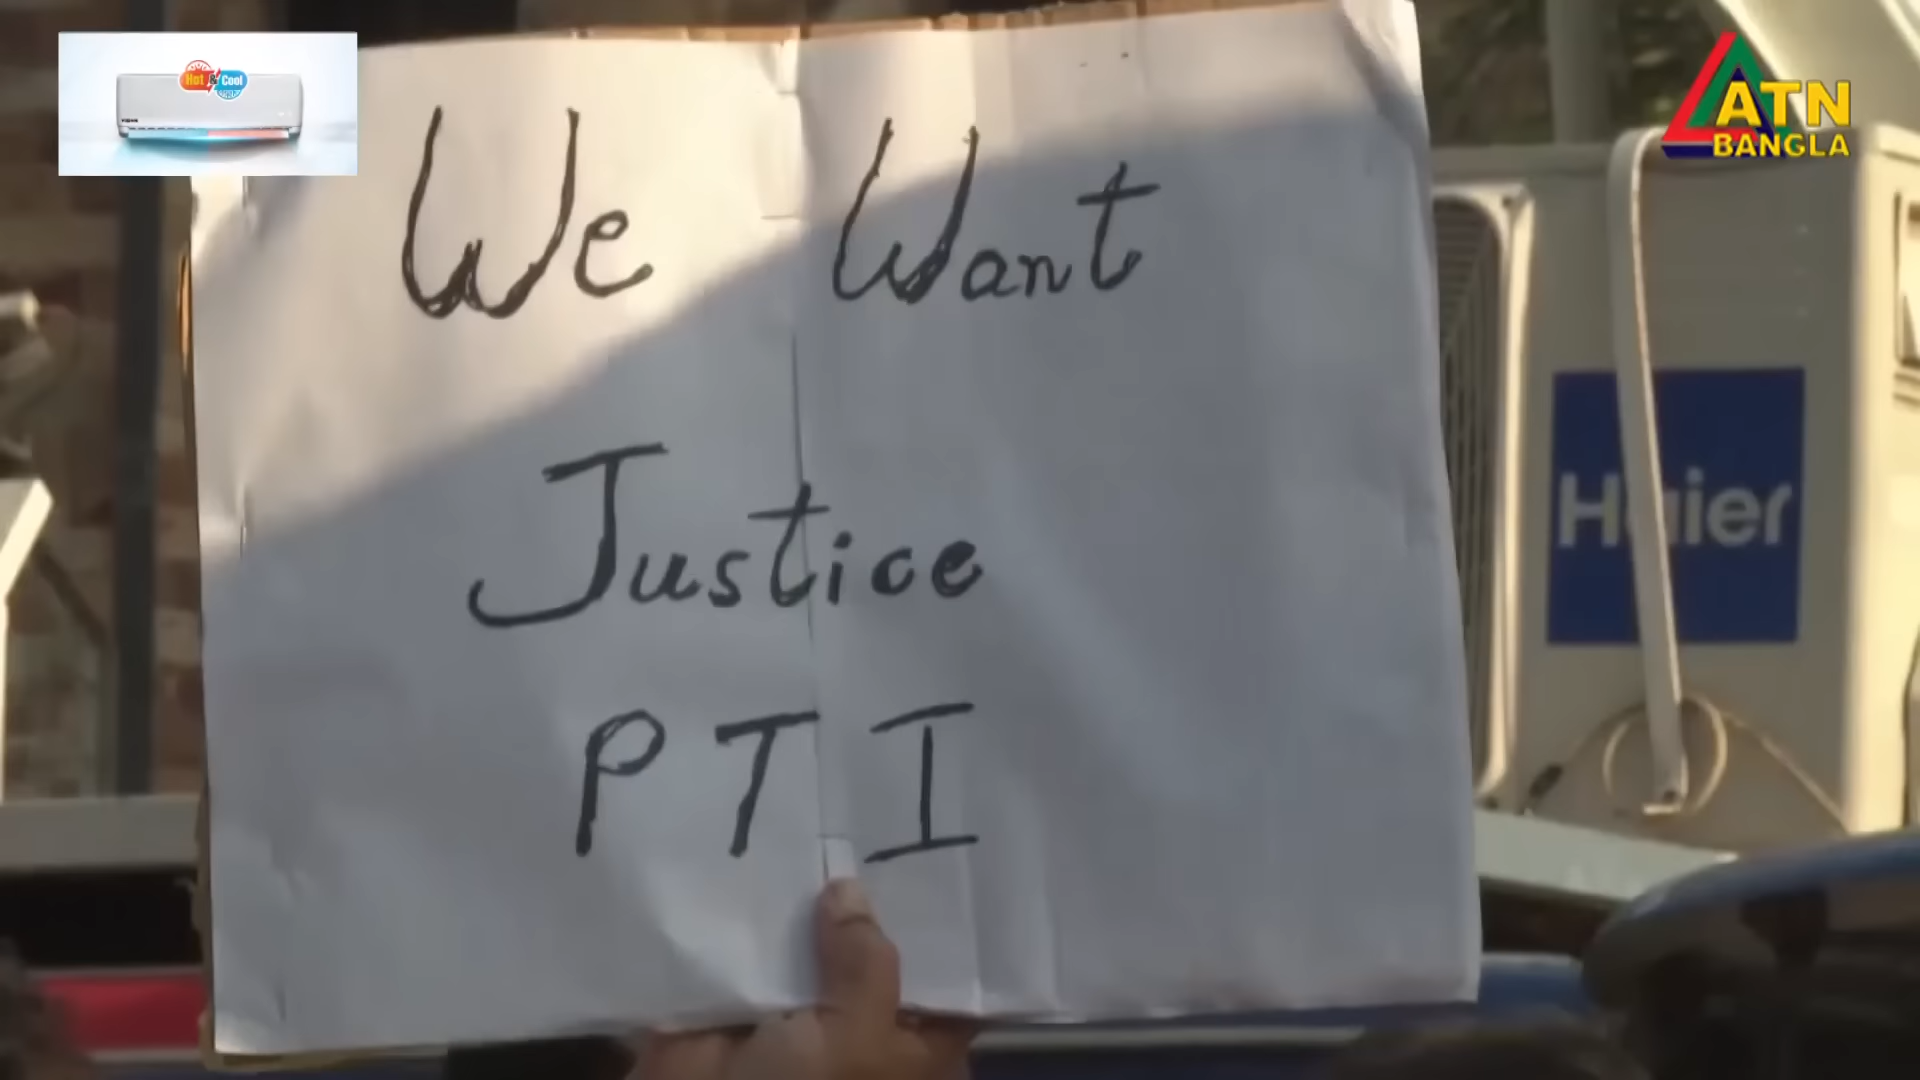 Hot & Cool
ATN
BANGLA
We Want
Justice
PTI
Haier